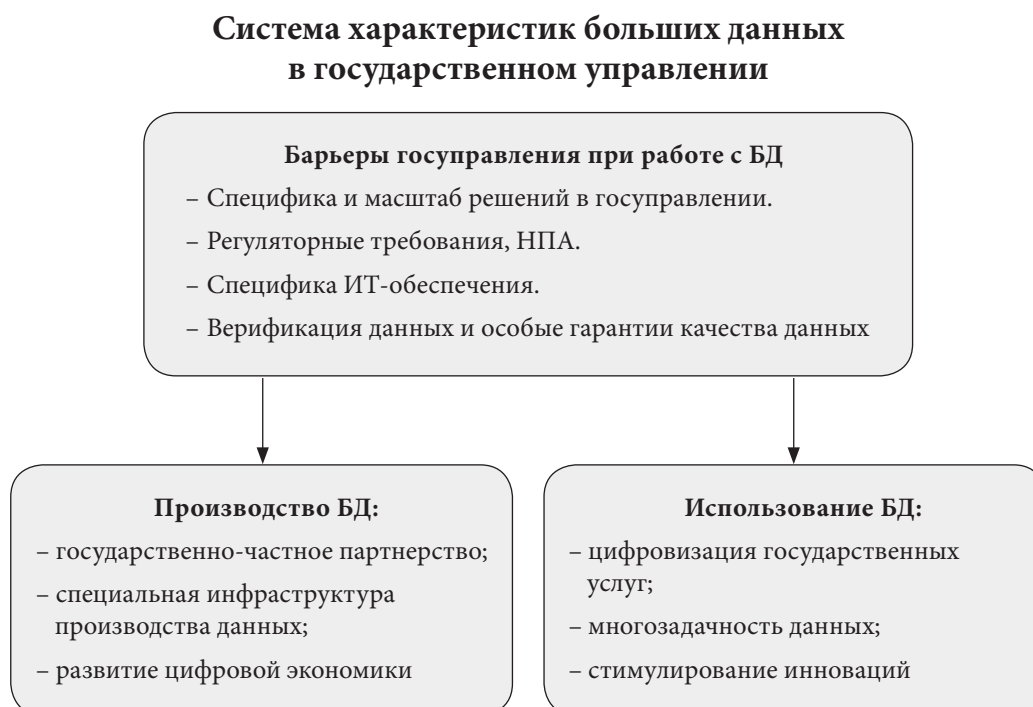 Система характеристик больших данных
в государственном управлении
Барьеры госуправления при работе с БД
– Специфика и масштаб решений в госуправлении.
– Регуляторные требования, НПА.
– Специфика ИТ-обеспечения.
– Верификация данных и особые гарантии качества данных
Производство БД:
– государственно-частное партнерство;
– специальная инфраструктура
производства данных;
– развитие цифровой экономики
Использование БД:
– цифровизация государственных
услуг;
– многозадачность данных;
– стимулирование инноваций